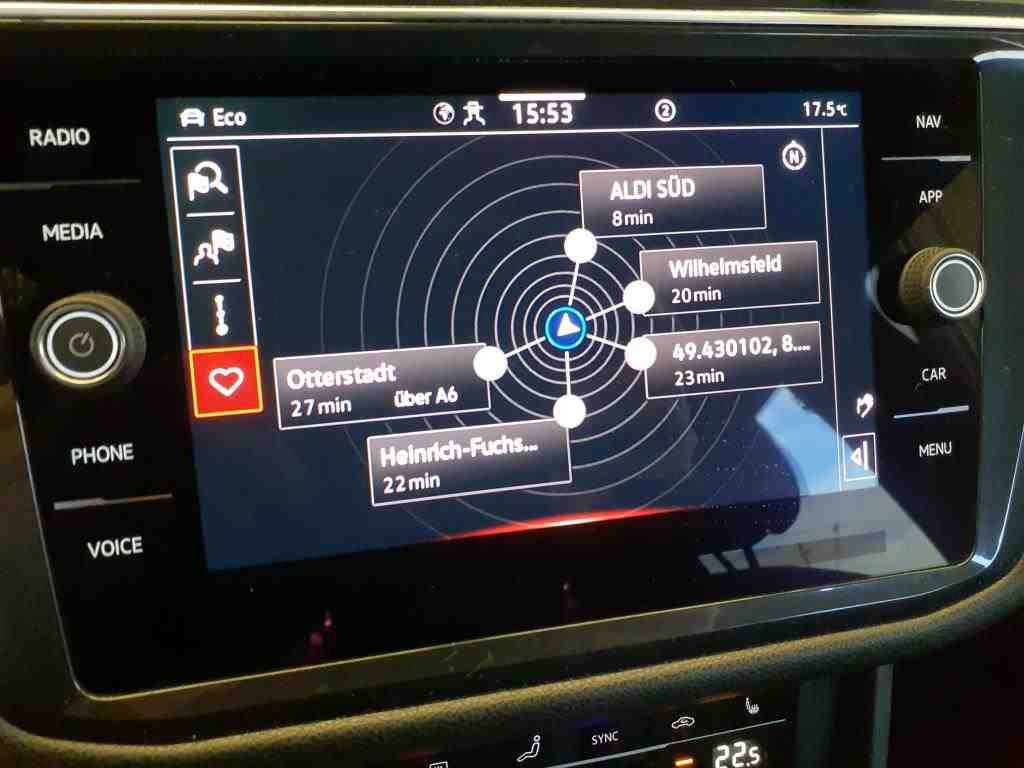 RADIO
MEDIA
PHONE
VOICE
Eco
15:53
2
17.5°C
N
ALDI SÜD
8 min
Wilhelmsfeld
20 min
49.430102, 8....
23 min
Otterstadt
27 min über A6
Heinrich-Fuchs...
22 min
NAV
APP
CAR
MENU
SYNC
22.5